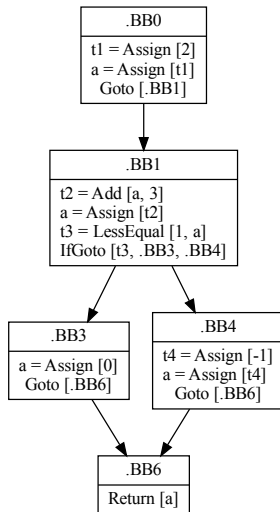 .BB0
t1 = Assign [2]
a = Assign [t1]
Goto [.BB1]
.BB1
t2 = Add [a, 3]
a = Assign [t2]
t3 = LessEqual [1, a]
IfGoto [t3, .BB3, .BB4]
.BB3
a = Assign [0]
Goto [.BB6]
.BB4
t4 = Assign [-1]
a = Assign [t4]
Goto [.BB6]
.BB6
Return [a]